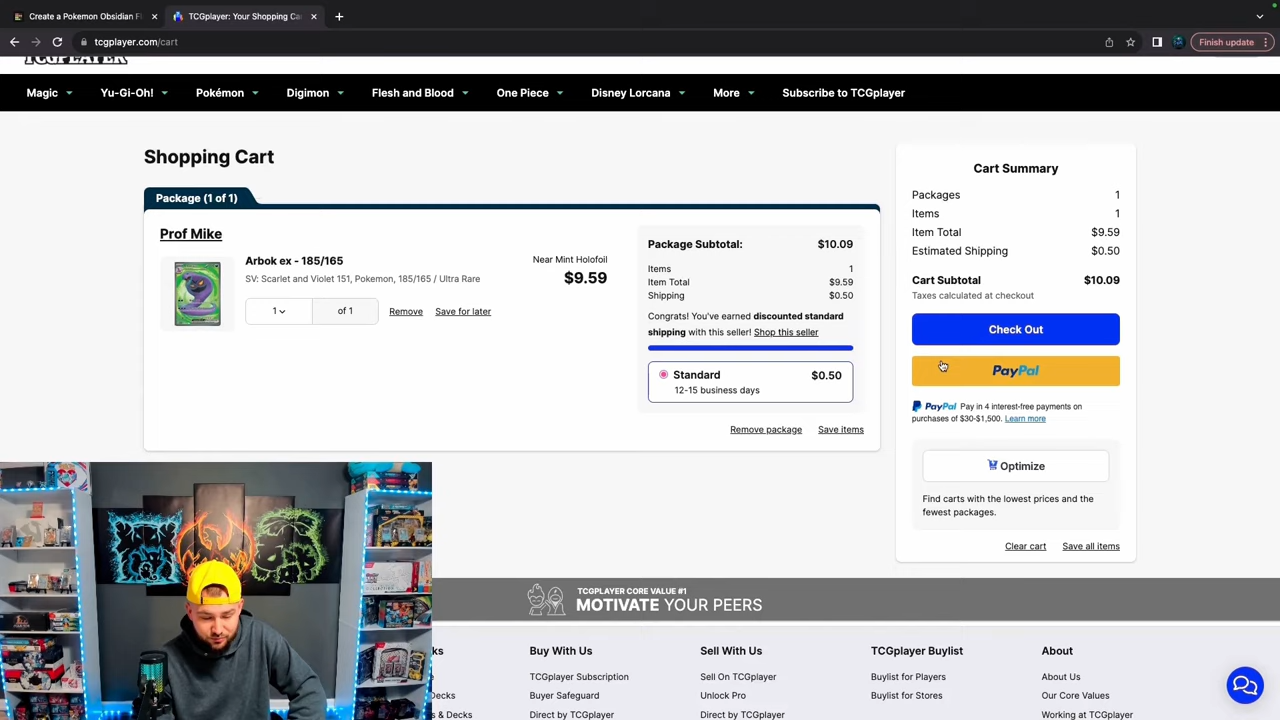 Create a Pokemon Obsidian Fl
TCGplayer: Your Shopping Ca
tcgplayer.com/cart
Finish update
TCGPLAYER
Magic
Yu-Gi-Oh!
Pokémon
Digimon
Flesh and Blood
One Piece
Disney Lorcana
More
Subscribe to TCGplayer
Shopping Cart
Package (1 of 1)
Prof Mike
Arbok ex - 185/165
SV: Scarlet and Violet 151, Pokemon, 185/165 / Ultra Rare
1
of 1
Remove
Save for later
Near Mint Holofoil
$9.59
Package Subtotal: $10.09
Items 1
Item Total $9.59
Shipping $0.50
Congrats! You've earned discounted standard
shipping with this seller! Shop this seller
Standard $0.50
12-15 business days
Remove package
Save items
Cart Summary
Packages 1
Items 1
Item Total $9.59
Estimated Shipping $0.50
Cart Subtotal $10.09
Taxes calculated at checkout
Check Out
PayPal
PayPal Pay in 4 interest-free payments on
purchases of $30-$1,500. Learn more
Optimize
Find carts with the lowest prices and the
fewest packages.
Clear cart
Save all items
TCGPLAYER CORE VALUE #1
MOTIVATE YOUR PEERS
ks
Decks
s & Decks
Buy With Us
TCGplayer Subscription
Buyer Safeguard
Direct by TCGplayer
Sell With Us
Sell On TCGplayer
Unlock Pro
Direct by TCGplayer
TCGplayer Buylist
Buylist for Players
Buylist for Stores
About
About Us
Our Core Values
Working at TCGplayer